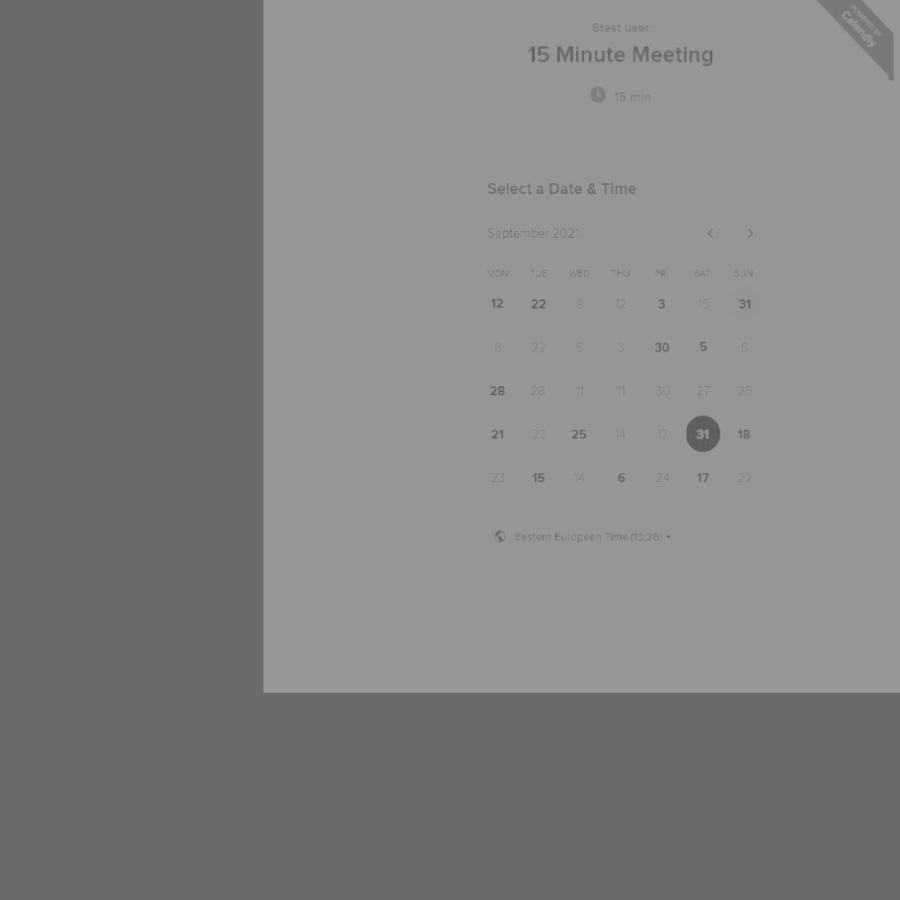 6test user
15 Minute Meeting
15 min
POWERED BY
Calendly
Select a Date & Time
September 2021
MON TUE WED THU FRI SAT SUN
12 22 9 12 3 15 31
8 22 5 3 30 5 5
28 28 11 11 30 27 25
21 23 25 14 17 31 18
23 15 14 6 24 17 22
Eastern European Time (13:26)